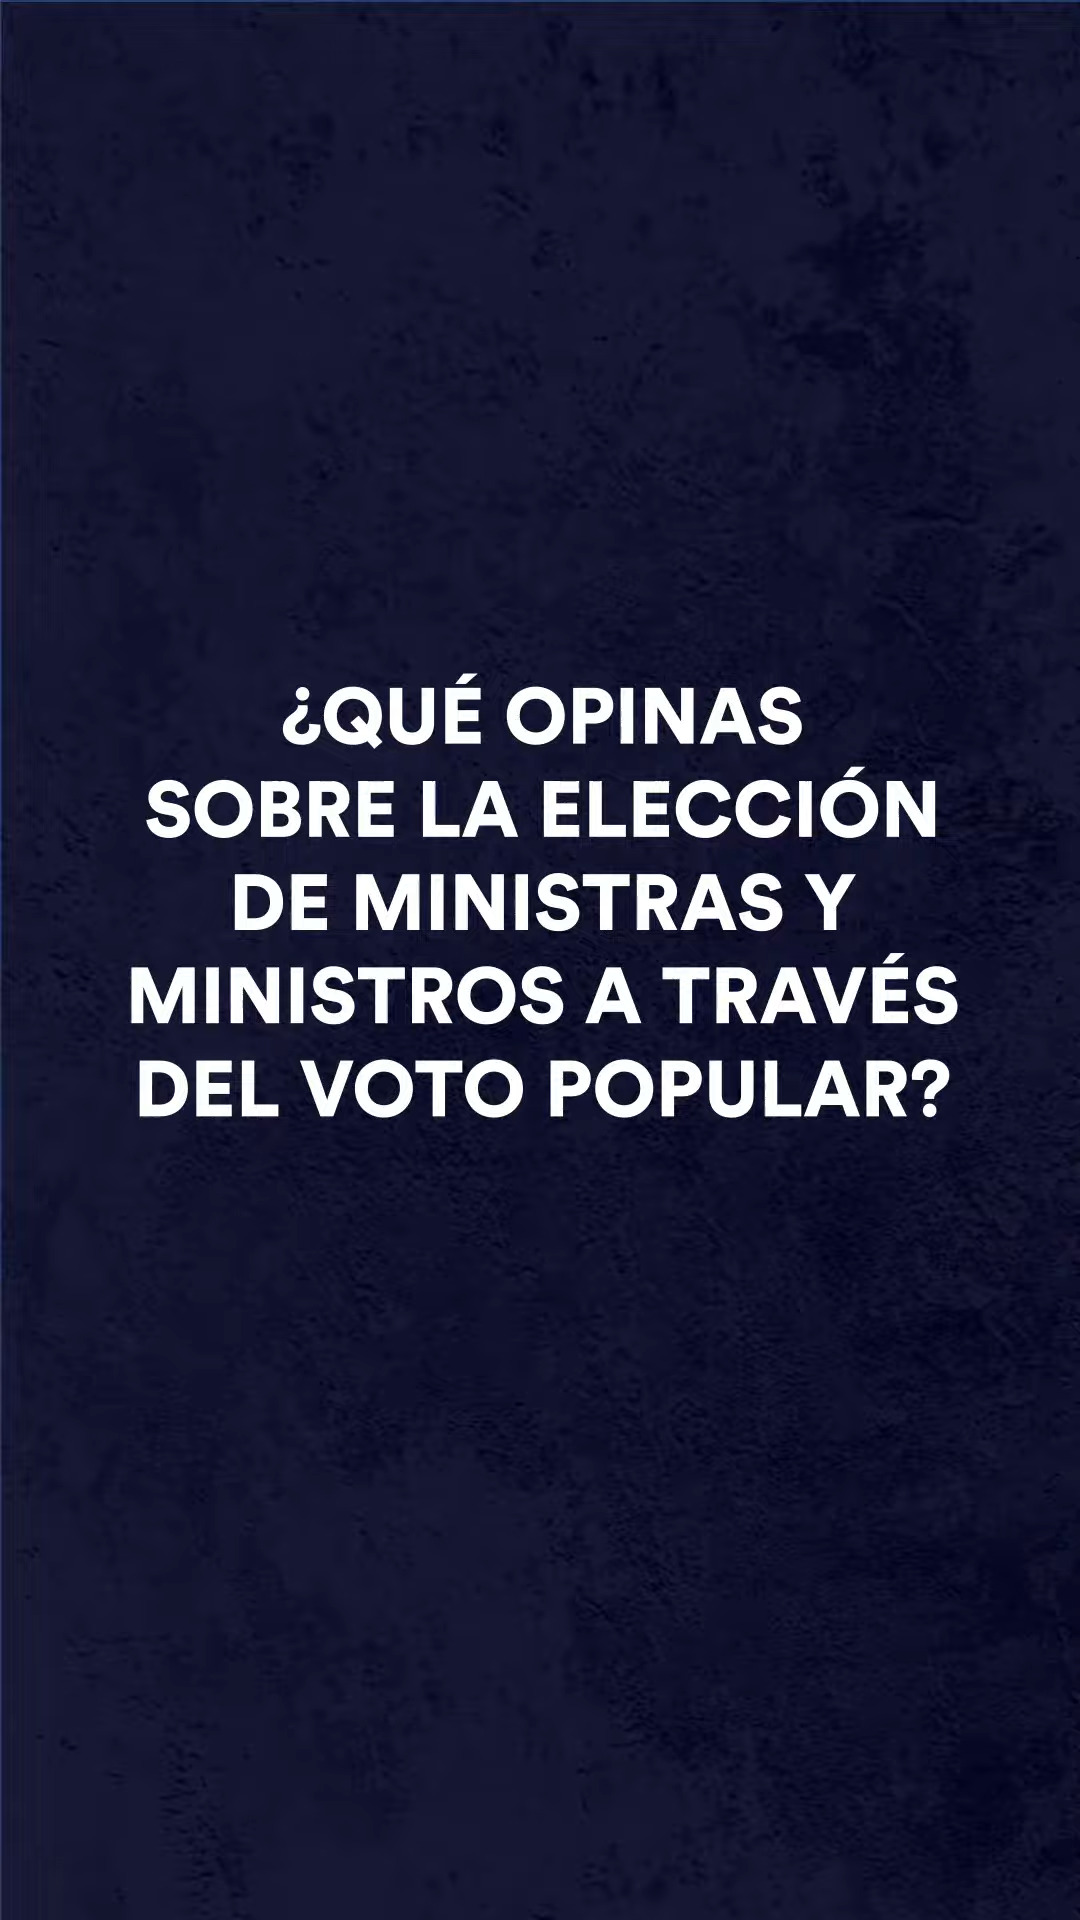 ¿QUÉ OPINAS
SOBRE LA ELECCIÓN
DE MINISTRAS Y
MINISTROS A TRAVÉS
DEL VOTO POPULAR?